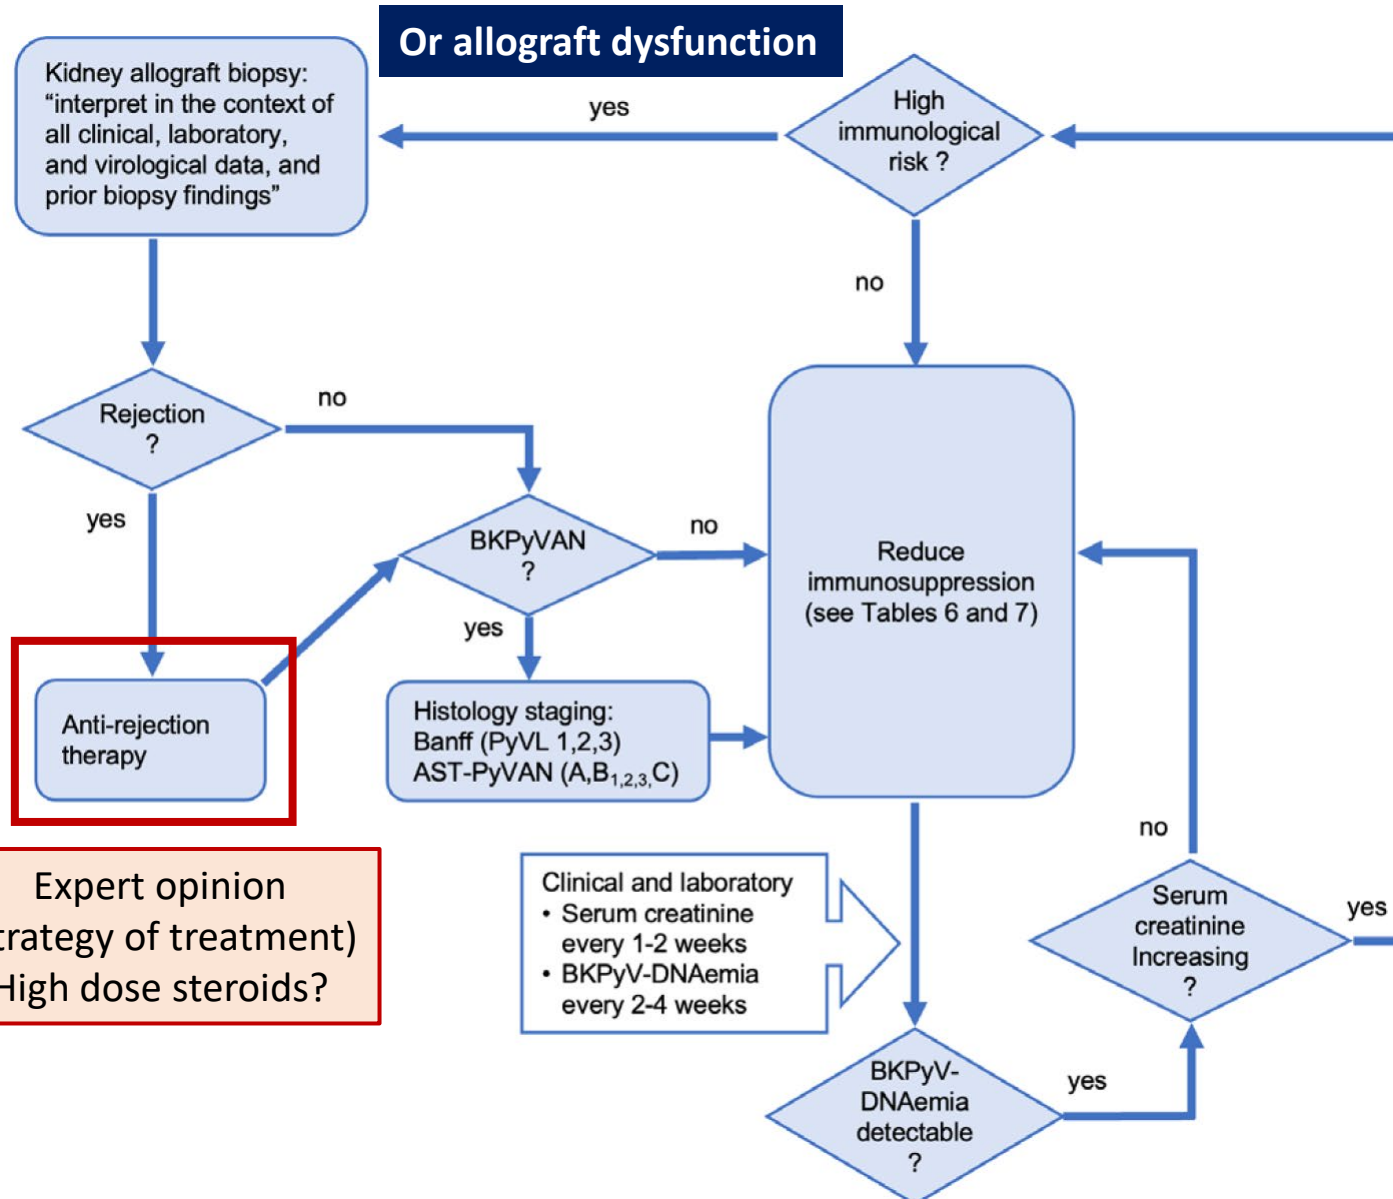 Or allograft dysfunction
Kidney allograft biopsy:
“interpret in the context of
all clinical, laboratory,
and virological data, and
prior biopsy findings”
yes
High
immunological
risk ?
no
Rejection
?
no
yes
BKPyVAN
?
no
yes
Reduce
immunosuppression
(see Tables 6 and 7)
Anti-rejection
therapy
Histology staging:
Banff (PyVL 1,2,3)
AST-PyVAN (A,B1,2,3,C)
Expert opinion
of treatment)
High dose steroids?
Clinical and laboratory
• Serum creatinine
every 1-2 weeks
• BKPyV-DNAemia
every 2-4 weeks
no
Serum
creatinine
Increasing
?
yes
BKPyV-
DNAemia
detectable
?
yes